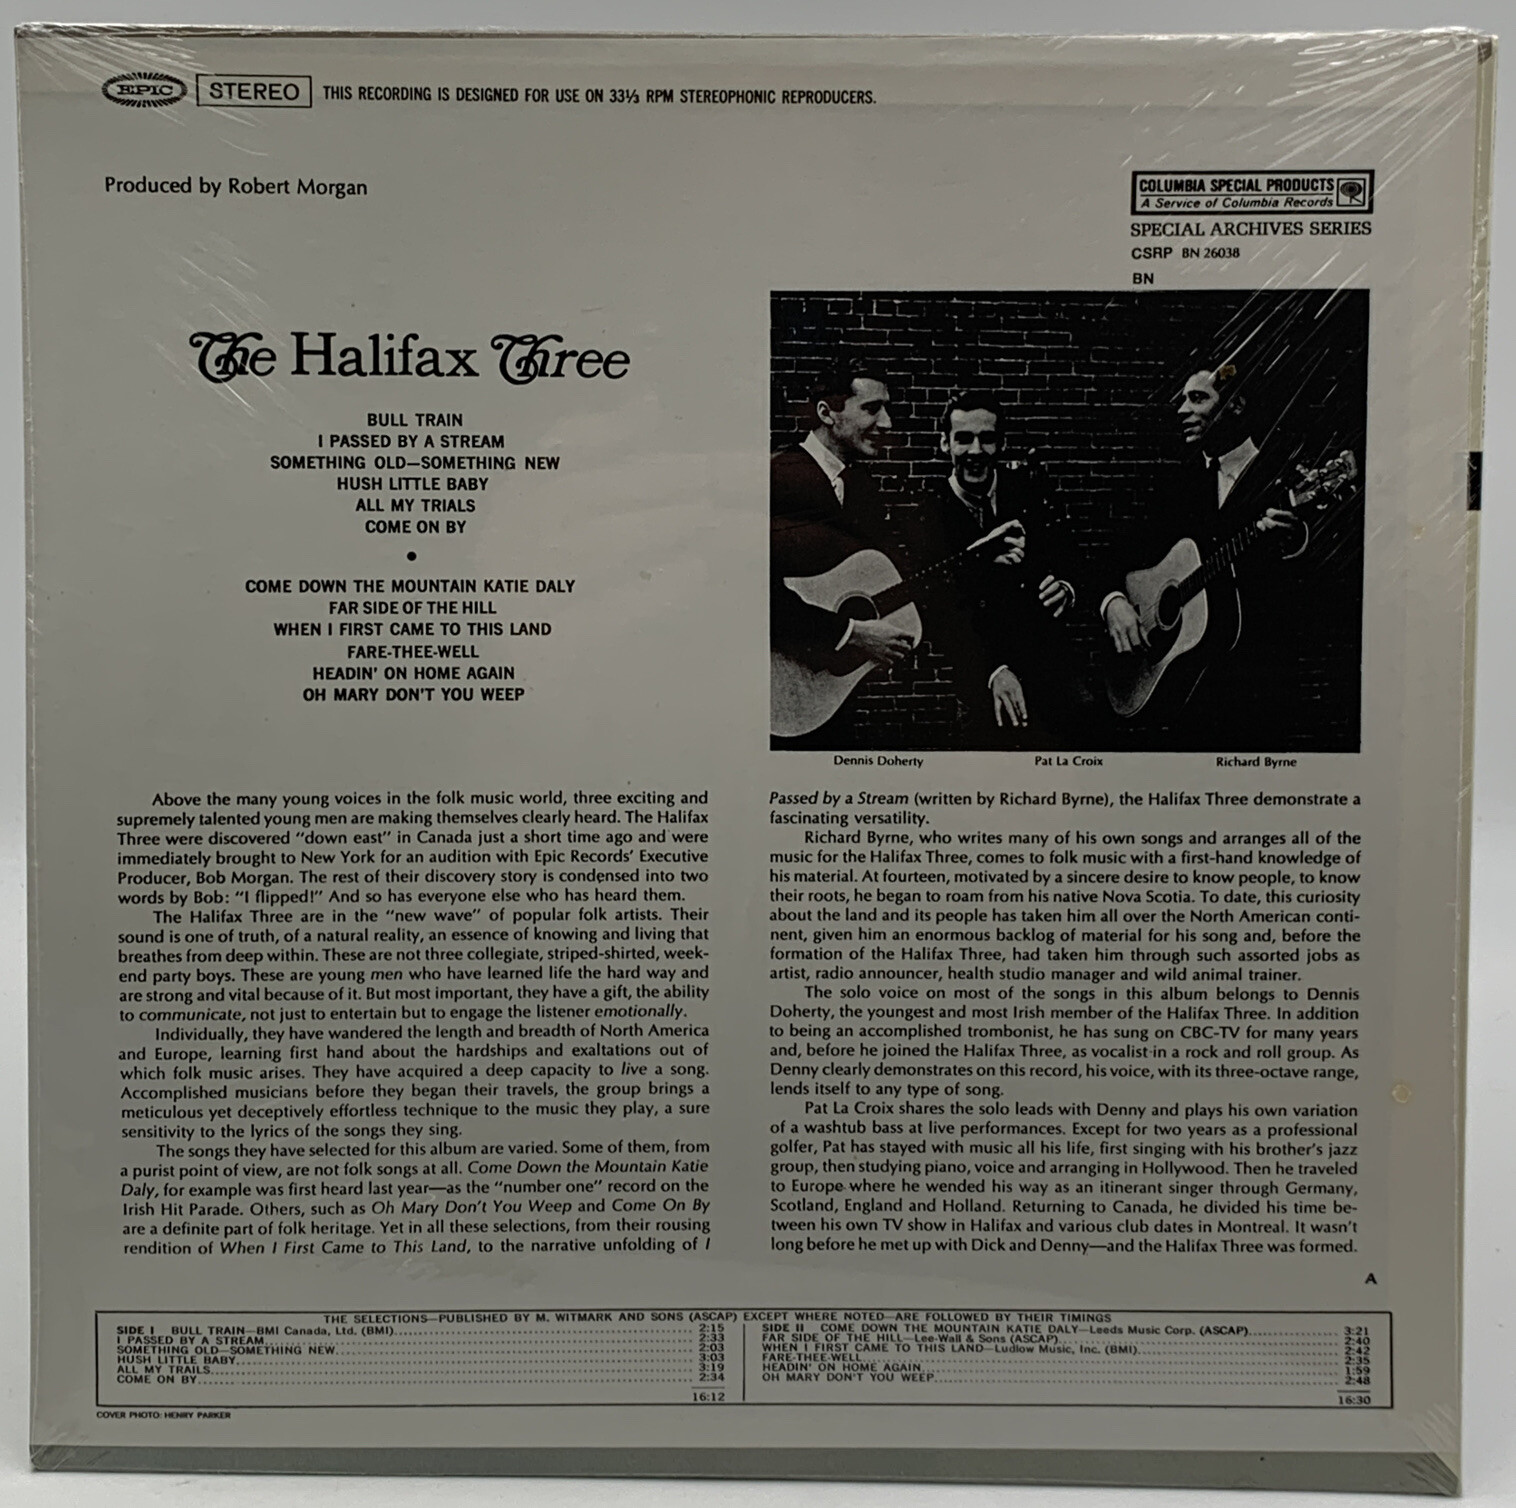 EPIC STEREO THIS RECORDING IS DESIGNED FOR USE ON 33⅓ RPM STEREOPHONIC REPRODUCERS.
Produced by Robert Morgan
COLUMBIA SPECIAL PRODUCTS
A Service of Columbia Records
SPECIAL ARCHIVES SERIES
CSRP BN 26038
BN
The Halifax Three
BULL TRAIN
I PASSED BY A STREAM
SOMETHING OLD—SOMETHING NEW
HUSH LITTLE BABY
ALL MY TRIALS
COME ON BY
•
COME DOWN THE MOUNTAIN KATIE DALY
FAR SIDE OF THE HILL
WHEN I FIRST CAME TO THIS LAND
FARE-THEE-WELL
HEADIN' ON HOME AGAIN
OH MARY DON'T YOU WEEP
Dennis Doherty Pat La Croix Richard Byrne
Above the many young voices in the folk music world, three exciting and
supremely talented young men are making themselves clearly heard. The Halifax
Three were discovered "down east" in Canada just a short time ago and were
immediately brought to New York for an audition with Epic Records' Executive
Producer, Bob Morgan. The rest of their discovery story is condensed into two
words by Bob: "I flipped!" And so has everyone else who has heard them.
The Halifax Three are in the "new wave" of popular folk artists. Their
sound is one of truth, of a natural reality, an essence of knowing and living that
breathes from deep within. These are not three collegiate, striped-shirted, week-
end party boys. These are young men who have learned life the hard way and
are strong and vital because of it. But most important, they have a gift, the ability
to communicate, not just to entertain but to engage the listener emotionally.
Individually, they have wandered the length and breadth of North America
and Europe, learning first hand about the hardships and exaltations out of
which folk music arises. They have acquired a deep capacity to live a song.
Accomplished musicians before they began their travels, the group brings a
meticulous yet deceptively effortless technique to the music they play, a sure
sensitivity to the lyrics of the songs they sing.
The songs they have selected for this album are varied. Some of them, from
a purist point of view, are not folk songs at all. Come Down the Mountain Katie
Daly, for example was first heard last year—as the "number one" record on the
Irish Hit Parade. Others, such as Oh Mary Don't You Weep and Come On By
are a definite part of folk heritage. Yet in all these selections, from their rousing
rendition of When I First Came to This Land, to the narrative unfolding of I
Passed by a Stream (written by Richard Byrne), the Halifax Three demonstrate a
fascinating versatility.
Richard Byrne, who writes many of his own songs and arranges all of the
music for the Halifax Three, comes to folk music with a first-hand knowledge of
his material. At fourteen, motivated by a sincere desire to know people, to know
their roots, he began to roam from his native Nova Scotia. To date, this curiosity
about the land and its people has taken him all over the North American conti-
nent, given him an enormous backlog of material for his song and, before the
formation of the Halifax Three, had taken him through such assorted jobs as
artist, radio announcer, health studio manager and wild animal trainer.
The solo voice on most of the songs in this album belongs to Dennis
Doherty, the youngest and most Irish member of the Halifax Three. In addition
to being an accomplished trombonist, he has sung on CBC-TV for many years
and, before he joined the Halifax Three, as vocalist in a rock and roll group. As
Denny clearly demonstrates on this record, his voice, with its three-octave range,
lends itself to any type of song.
Pat La Croix shares the solo leads with Denny and plays his own variation
of a washtub bass at live performances. Except for two years as a professional
golfer, Pat has stayed with music all his life, first singing with his brother's jazz
group, then studying piano, voice and arranging in Hollywood. Then he traveled
to Europe where he wended his way as an itinerant singer through Germany,
Scotland, England and Holland. Returning to Canada, he divided his time be-
tween his own TV show in Halifax and various club dates in Montreal. It wasn't
long before he met up with Dick and Denny—and the Halifax Three was formed.
A
THE SELECTIONS—PUBLISHED BY M. WITMARK AND SONS (ASCAP) EXCEPT WHERE NOTED—ARE FOLLOWED BY THEIR TIMINGS
SIDE I BULL TRAIN—BMI Canada, Ltd. (BMI) 2:15
I PASSED BY A STREAM 2:33
SOMETHING OLD—SOMETHING NEW 2:03
HUSH LITTLE BABY 3:03
ALL MY TRAILS 3:19
COME ON BY 2:34
16:12
SIDE II COME DOWN THE MOUNTAIN KATIE DALY—Leeds Music Corp. (ASCAP) 3:21
FAR SIDE OF THE HILL—Lee-Wall & Sons (ASCAP) 2:40
WHEN I FIRST CAME TO THIS LAND—Ludlow Music, Inc. (BMI) 2:42
FARE-THEE-WELL 2:35
HEADIN' ON HOME AGAIN 1:59
OH MARY DON'T YOU WEEP 2:48
16:30
COVER PHOTO: HENRY PARKER